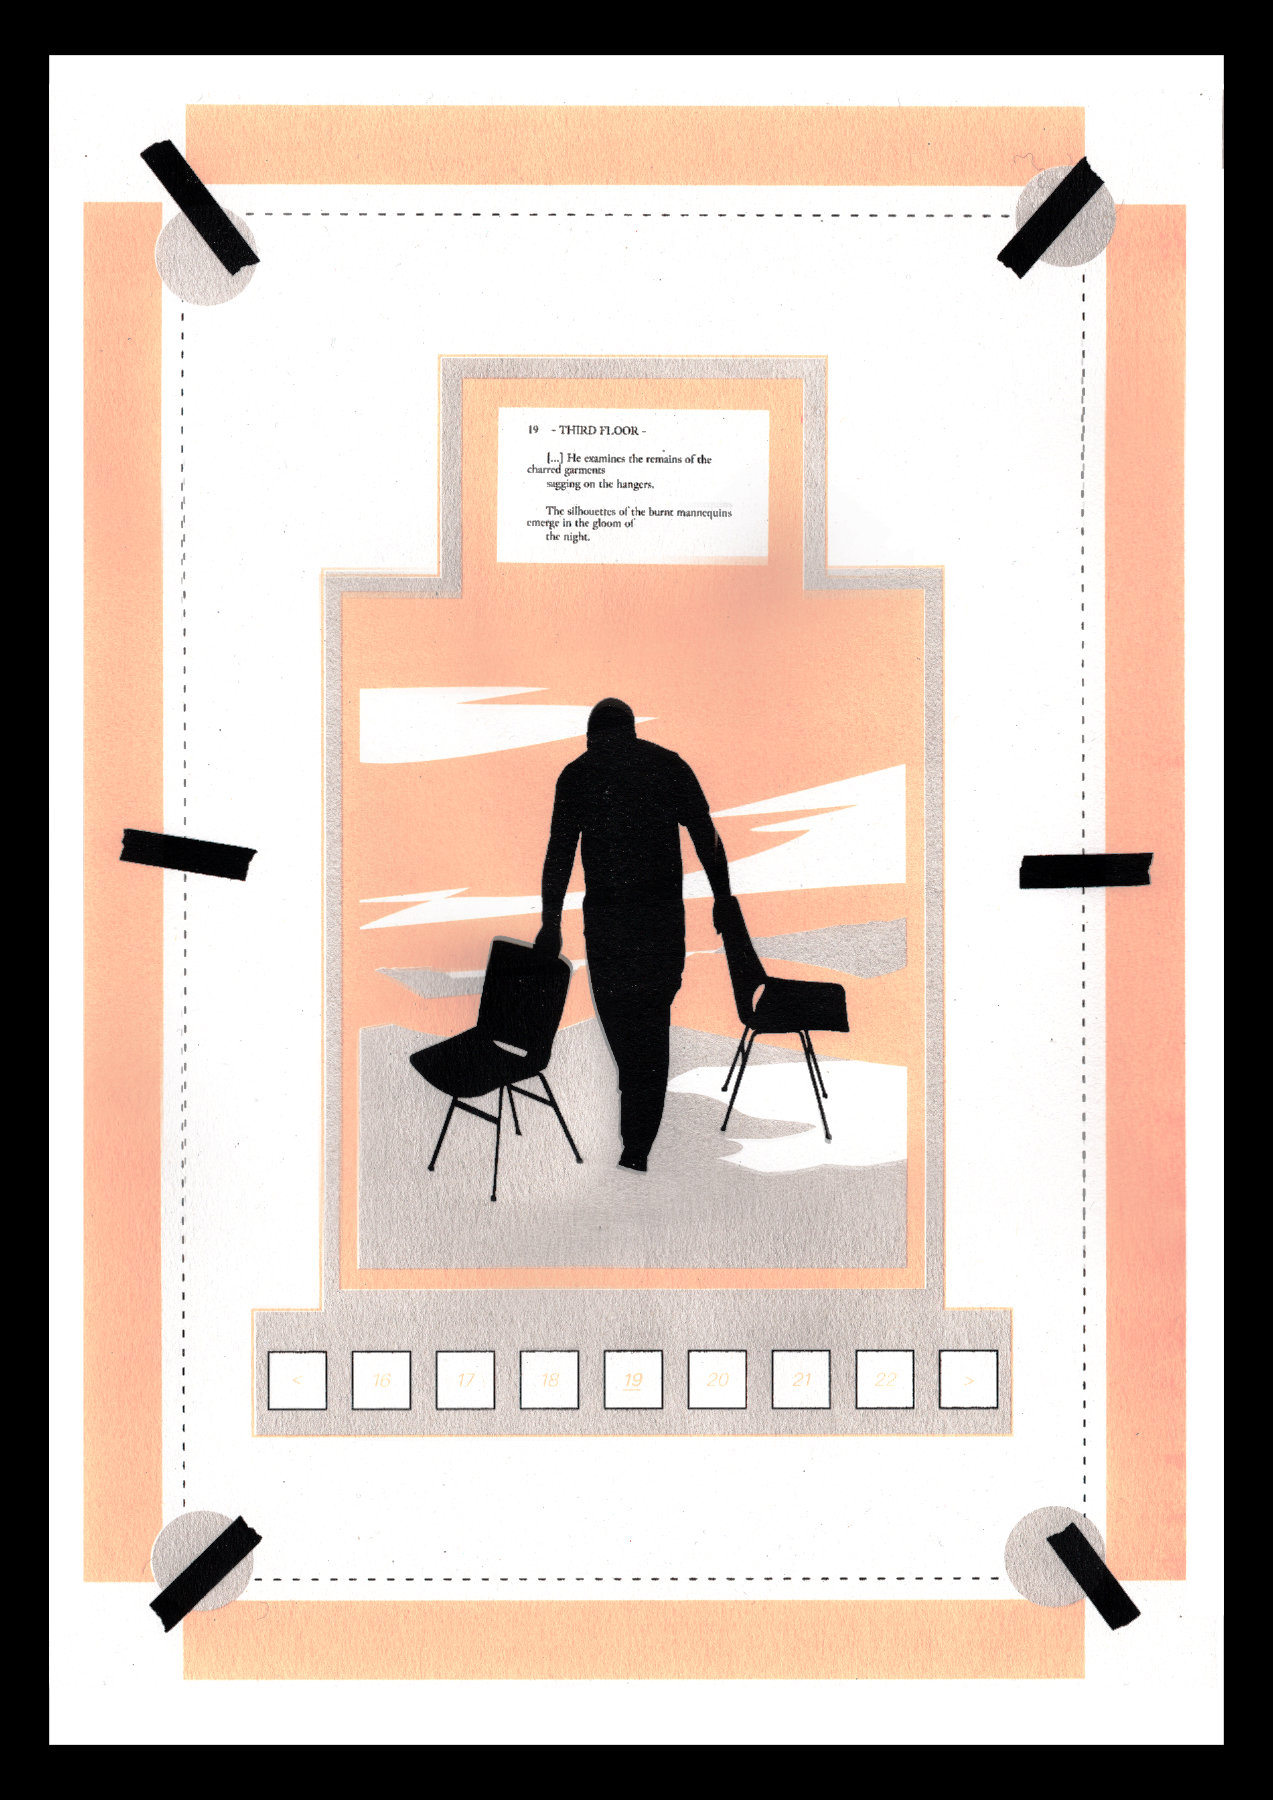 19 - THIRD FLOOR -
[...] He examines the remains of the
charred garments
sagging on the hangers.
The silhouettes of the burnt mannequins
emerge in the gloom of
the night.
< 16 17 18 19 20 21 22 >